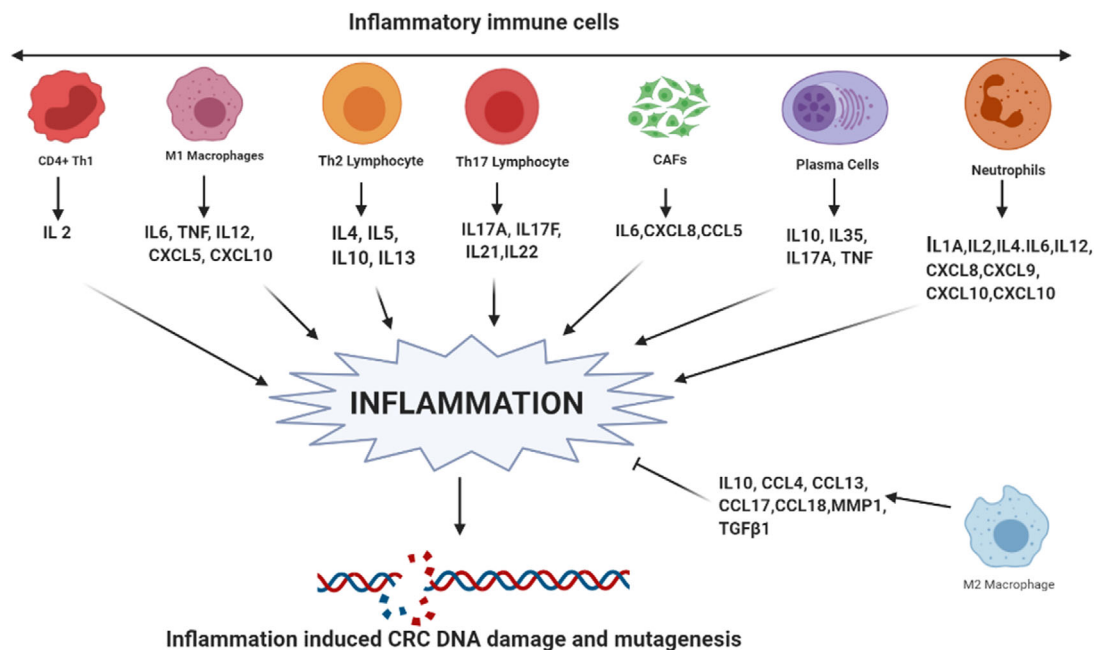 Inflammatory immune cells
CD4+ Th1
M1 Macrophages
Th2 Lymphocyte
Th17 Lymphocyte
CAFs
Plasma Cells
Neutrophils
IL 2
IL6, TNF, IL12,
CXCL5, CXCL10
IL4, IL5,
IL10, IL13
IL17A, IL17F,
IL21,IL22
IL6,CXCL8,CCL5
IL10, IL35,
IL17A, TNF
IL1A,IL2,IL4.IL6,IL12,
CXCL8,CXCL9,
CXCL10,CXCL10
INFLAMMATION
IL10, CCL4, CCL13,
CCL17,CCL18,MMP1,
TGFβ1
M2 Macrophage
Inflammation induced CRC DNA damage and mutagenesis